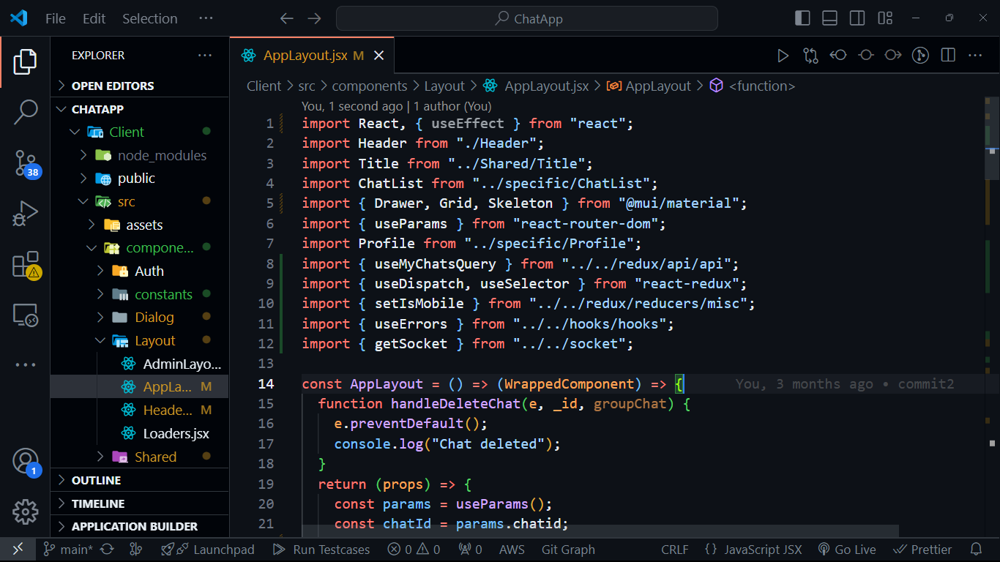 File Edit Selection ··· ChatApp
EXPLORER ···
OPEN EDITORS
CHATAPP
Client
node_modules
public
src
assets
compone...
Auth
constants
Dialog
Layout
AdminLayo...
AppLa... M
Heade... M
Loaders.jsx
Shared
OUTLINE
TIMELINE
APPLICATION BUILDER
38
1
AppLayout.jsx M
Client > src > components > Layout > AppLayout.jsx > AppLayout > <function>
You, 1 second ago | 1 author (You)
1 import React, { useEffect } from "react";
2 import Header from "./Header";
3 import Title from "../Shared/Title";
4 import ChatList from "../specific/ChatList";
5 import { Drawer, Grid, Skeleton } from "@mui/material";
6 import { useParams } from "react-router-dom";
7 import Profile from "../specific/Profile";
8 import { useMyChatsQuery } from "../../redux/api/api";
9 import { useDispatch, useSelector } from "react-redux";
10 import { setIsMobile } from "../../redux/reducers/misc";
11 import { useErrors } from "../../hooks/hooks";
12 import { getSocket } from "../../socket";
13
14 const AppLayout = () => (WrappedComponent) => { You, 3 months ago • commit2
15 function handleDeleteChat(e, _id, groupChat) {
16 e.preventDefault();
17 console.log("Chat deleted");
18 }
19 return (props) => {
20 const params = useParams();
21 const chatId = params.chatid;
main* Launchpad Run Testcases 0 0 0 AWS Git Graph CRLF {} JavaScript JSX Go Live Prettier